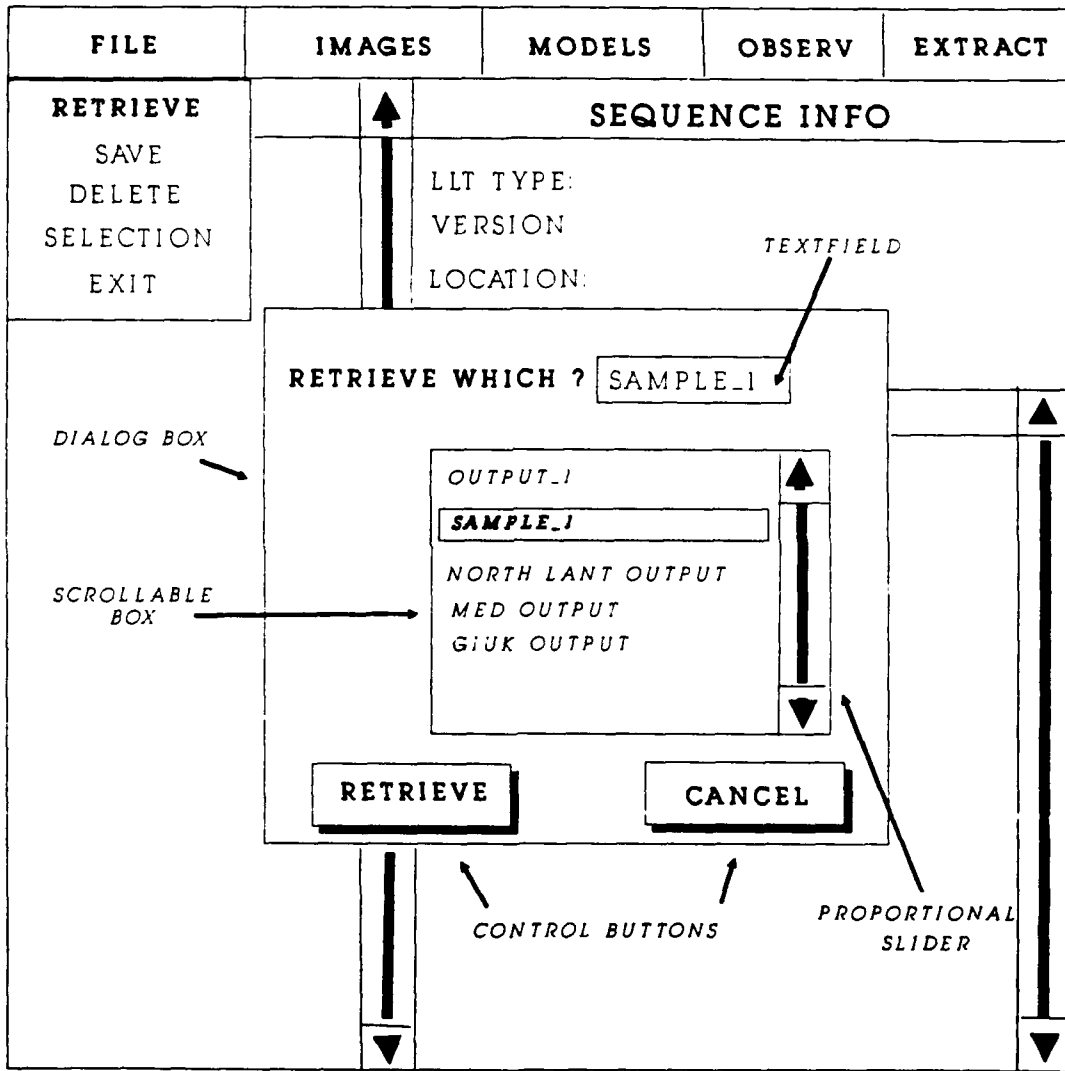 FILE IMAGES MODELS OBSERV EXTRACT
RETRIEVE
SAVE
DELETE
SELECTION
EXIT
SEQUENCE INFO
LLT TYPE:
VERSION
LOCATION:
TEXTFIELD
RETRIEVE WHICH ? SAMPLE_1
DIALOG BOX
OUTPUT_1
SAMPLE_1
NORTH LANT OUTPUT
MED OUTPUT
GIUK OUTPUT
SCROLLABLE
BOX
RETRIEVE CANCEL
CONTROL BUTTONS
PROPORTIONAL
SLIDER